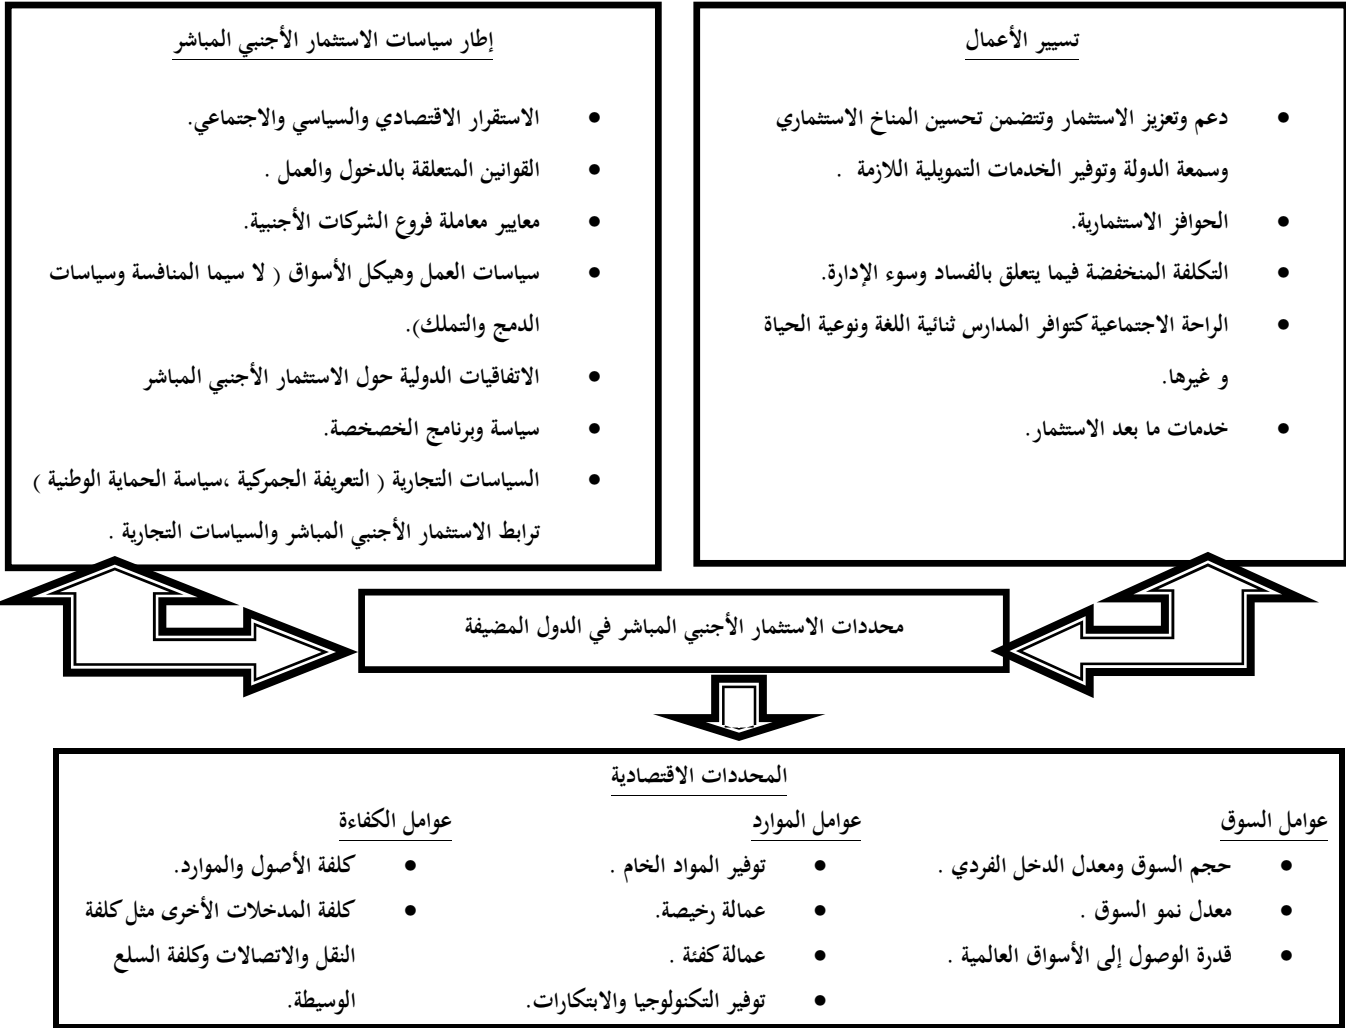 تسيير الأعمال
• دعم وتعزيز الاستثمار وتتضمن تحسين المناخ الاستثماري
وسمعة الدولة وتوفير الخدمات التمويلية اللازمة .
• الحوافز الاستثمارية.
• التكلفة المنخفضة فيما يتعلق بالفساد وسوء الإدارة.
• الراحة الاجتماعية كتوافر المدارس ثنائية اللغة ونوعية الحياة
و غيرها.
• خدمات ما بعد الاستثمار.
إطار سياسات الاستثمار الأجنبي المباشر
• الاستقرار الاقتصادي والسياسي والاجتماعي.
• القوانين المتعلقة بالدخول والعمل .
• معايير معاملة فروع الشركات الأجنبية.
• سياسات العمل وهيكل الأسواق ( لا سيما المنافسة وسياسات
الدمج والتملك).
• الاتفاقيات الدولية حول الاستثمار الأجنبي المباشر
• سياسة وبرنامج الخصخصة.
• السياسات التجارية ( التعريفة الجمركية ،سياسة الحماية الوطنية )
ترابط الاستثمار الأجنبي المباشر والسياسات التجارية .
محددات الاستثمار الأجنبي المباشر في الدول المضيفة
المحددات الاقتصادية
عوامل السوق
• حجم السوق ومعدل الدخل الفردي .
• معدل نمو السوق .
• قدرة الوصول إلى الأسواق العالمية .
عوامل الموارد
• توفير المواد الخام .
• عمالة رخيصة.
• عمالة كفئة .
• توفير التكنولوجيا والابتكارات.
عوامل الكفاءة
• كلفة الأصول والموارد.
• كلفة المدخلات الأخرى مثل كلفة
النقل والاتصالات وكلفة السلع
الوسيطة.